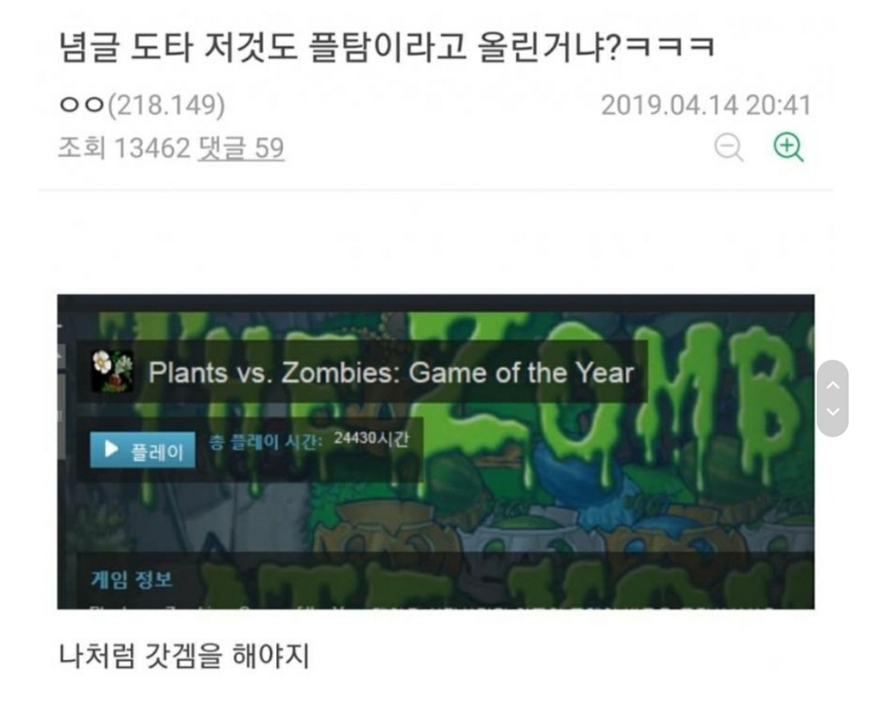 념글 도타 저것도 플탐이라고 올린거냐?ㅋㅋㅋ
ㅇㅇ(218.149) 2019.04.14 20:41
조회 13462 댓글 59
THE ZOMB
Plants vs. Zombies: Game of the Year
플레이 총 플레이 시간: 24430시간
게임 정보
나처럼 갓겜을 해야지